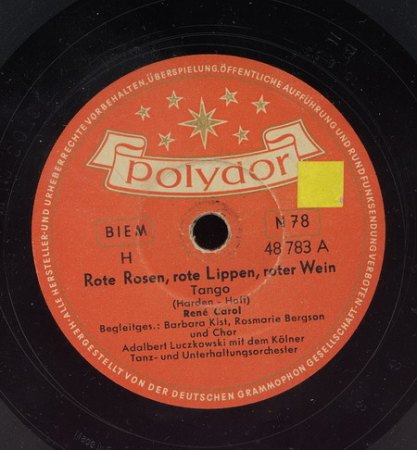 ALLE HERSTELLER-UND URHEBERRECHTE VORBEHALTEN.ÜBERSPIELUNG,ÖFFENTLICHE AUFFÜHRUNG UND RUNDFUNKSENDUNG VERBOTEN.
polydor
BIEM N 78
H 48 783 A
Rote Rosen, rote Lippen, roter Wein
Tango
(Harden - Holt)
René Carol
Begleitges.: Barbara Kist, Rosmarie Bergson
und Chor
Adalbert Luczkowski mit dem Kölner
Tanz- und Unterhaltungsorchester
HERGESTELLT VON DER DEUTSCHEN GRAMMOPHON GESELLSCHAFT